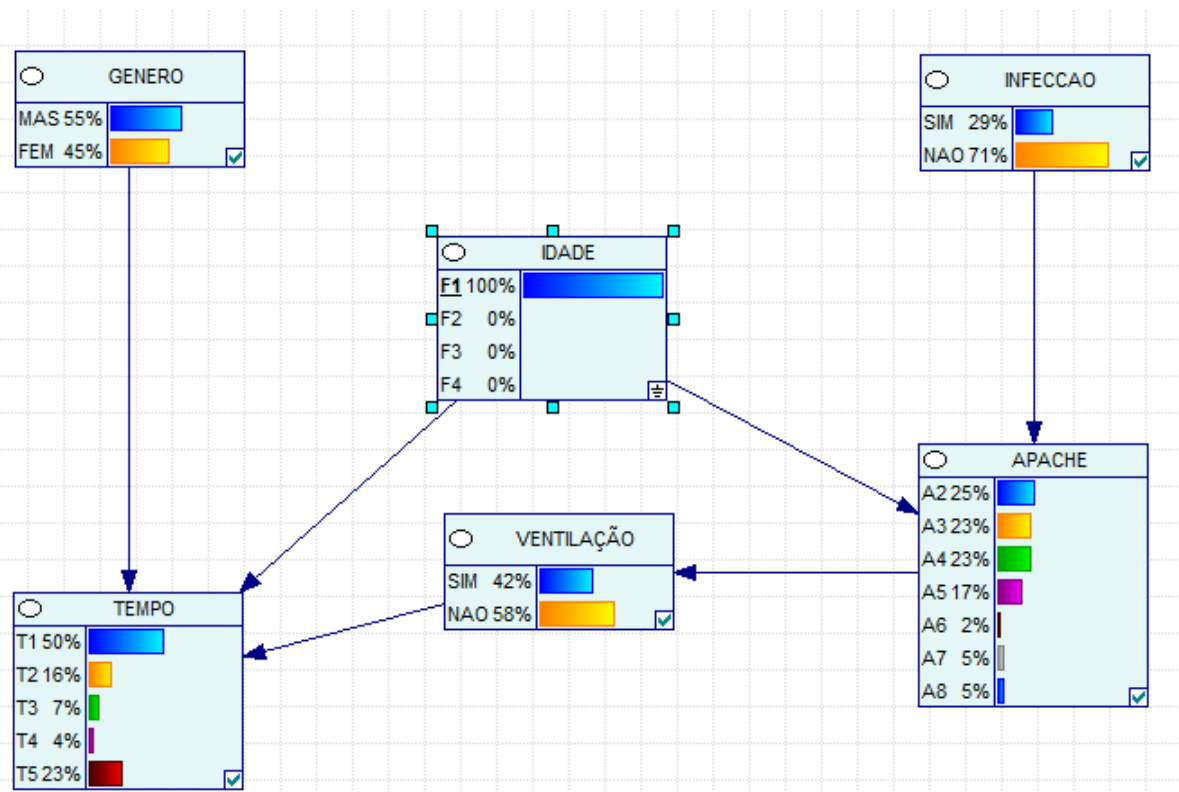 GENERO
MAS 55%
FEM 45%
INFECCAO
SIM 29%
NAO 71%
IDADE
F1 100%
F2 0%
F3 0%
F4 0%
APACHE
A2 25%
A3 23%
A4 23%
A5 17%
A6 2%
A7 5%
A8 5%
VENTILAÇÃO
SIM 42%
NAO 58%
TEMPO
T1 50%
T2 16%
T3 7%
T4 4%
T5 23%